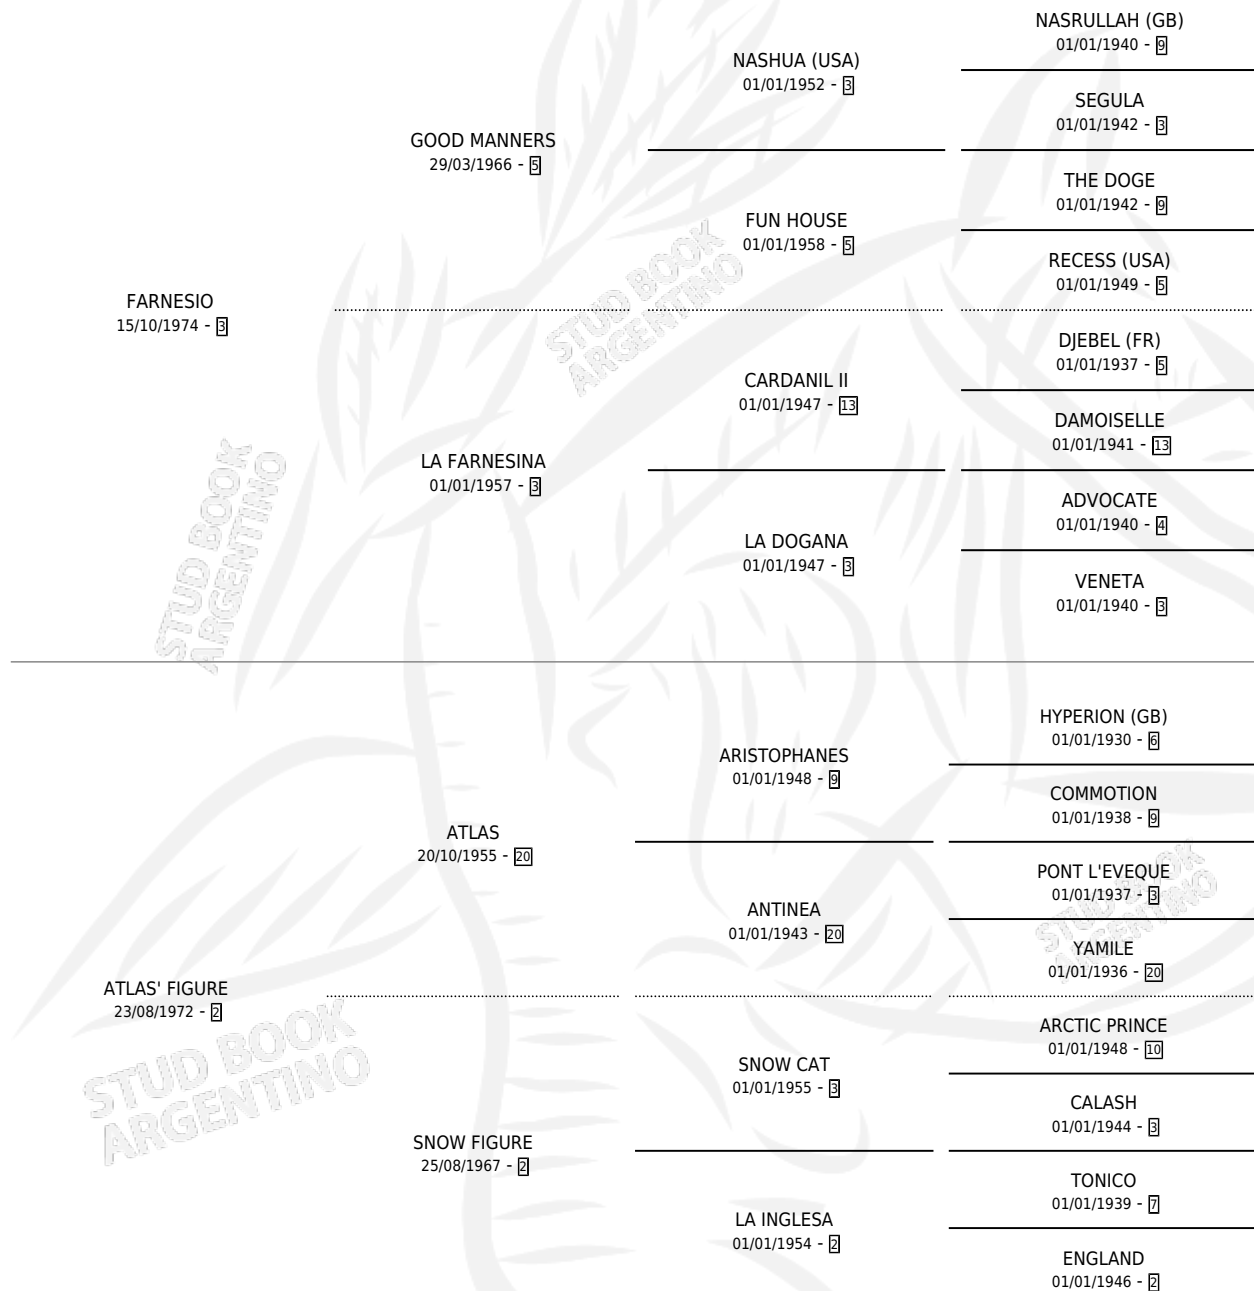 NASRULLAH (GB)
01/01/1940 - 9
NASHUA (USA)
01/01/1952 - 3
SEGULA
01/01/1942 - 3
GOOD MANNERS
29/03/1966 - 5
THE DOGE
01/01/1942 - 9
FUN HOUSE
01/01/1958 - 5
RECESS (USA)
01/01/1949 - 5
FARNESIO
15/10/1974 - 3
DJEBEL (FR)
01/01/1937 - 5
CARDANIL II
01/01/1947 - 13
DAMOISELLE
01/01/1941 - 13
LA FARNESINA
01/01/1957 - 3
ADVOCATE
01/01/1940 - 4
LA DOGANA
01/01/1947 - 3
VENETA
01/01/1940 - 3
HYPERION (GB)
01/01/1930 - 6
ARISTOPHANES
01/01/1948 - 9
COMMOTION
01/01/1938 - 9
ATLAS
20/10/1955 - 20
PONT L'EVEQUE
01/01/1937 - 3
ANTINEA
01/01/1943 - 20
YAMILE
01/01/1936 - 20
ATLAS' FIGURE
23/08/1972 - 2
ARCTIC PRINCE
01/01/1948 - 10
SNOW CAT
01/01/1955 - 3
CALASH
01/01/1944 - 3
SNOW FIGURE
25/08/1967 - 2
TONICO
01/01/1939 - 7
LA INGLESA
01/01/1954 - 2
ENGLAND
01/01/1946 - 2
STUD BOOK
ARGENTINO
STUD BOOK
ARGENTINO
STUD BOOK
ARGENTINO
STUD BOOK
ARGENTINO